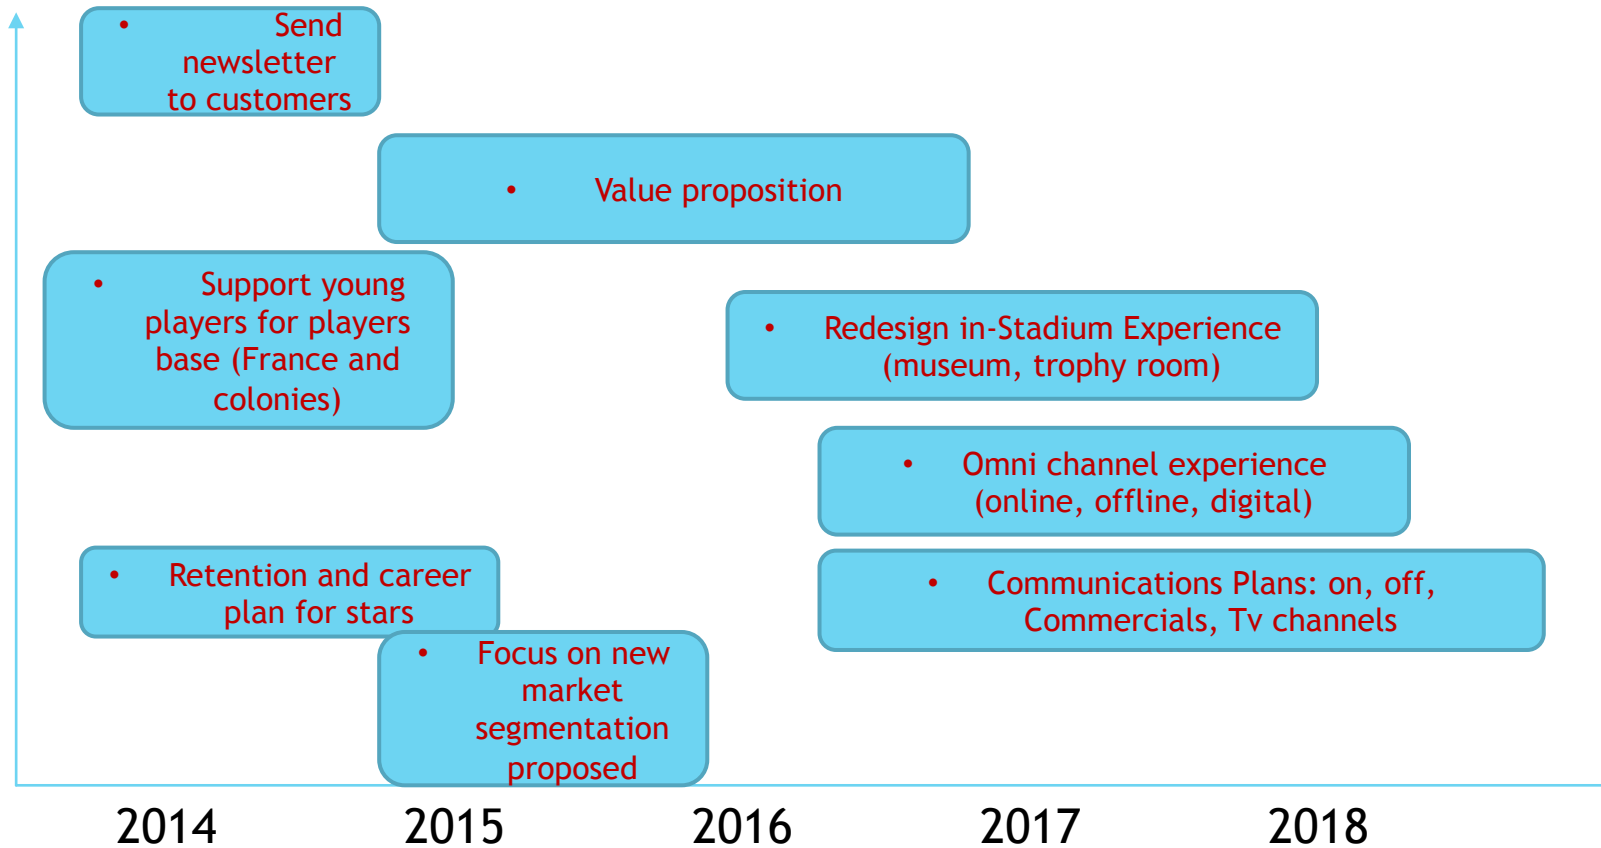 • Send
newsletter
to customers
• Value proposition
• Support young
players for players
base (France and
colonies)
• Redesign in-Stadium Experience
(museum, trophy room)
• Omni channel experience
(online, offline, digital)
• Retention and career
plan for stars
• Communications Plans: on, off,
Commercials, Tv channels
• Focus on new
market
segmentation
proposed
2014 2015 2016 2017 2018